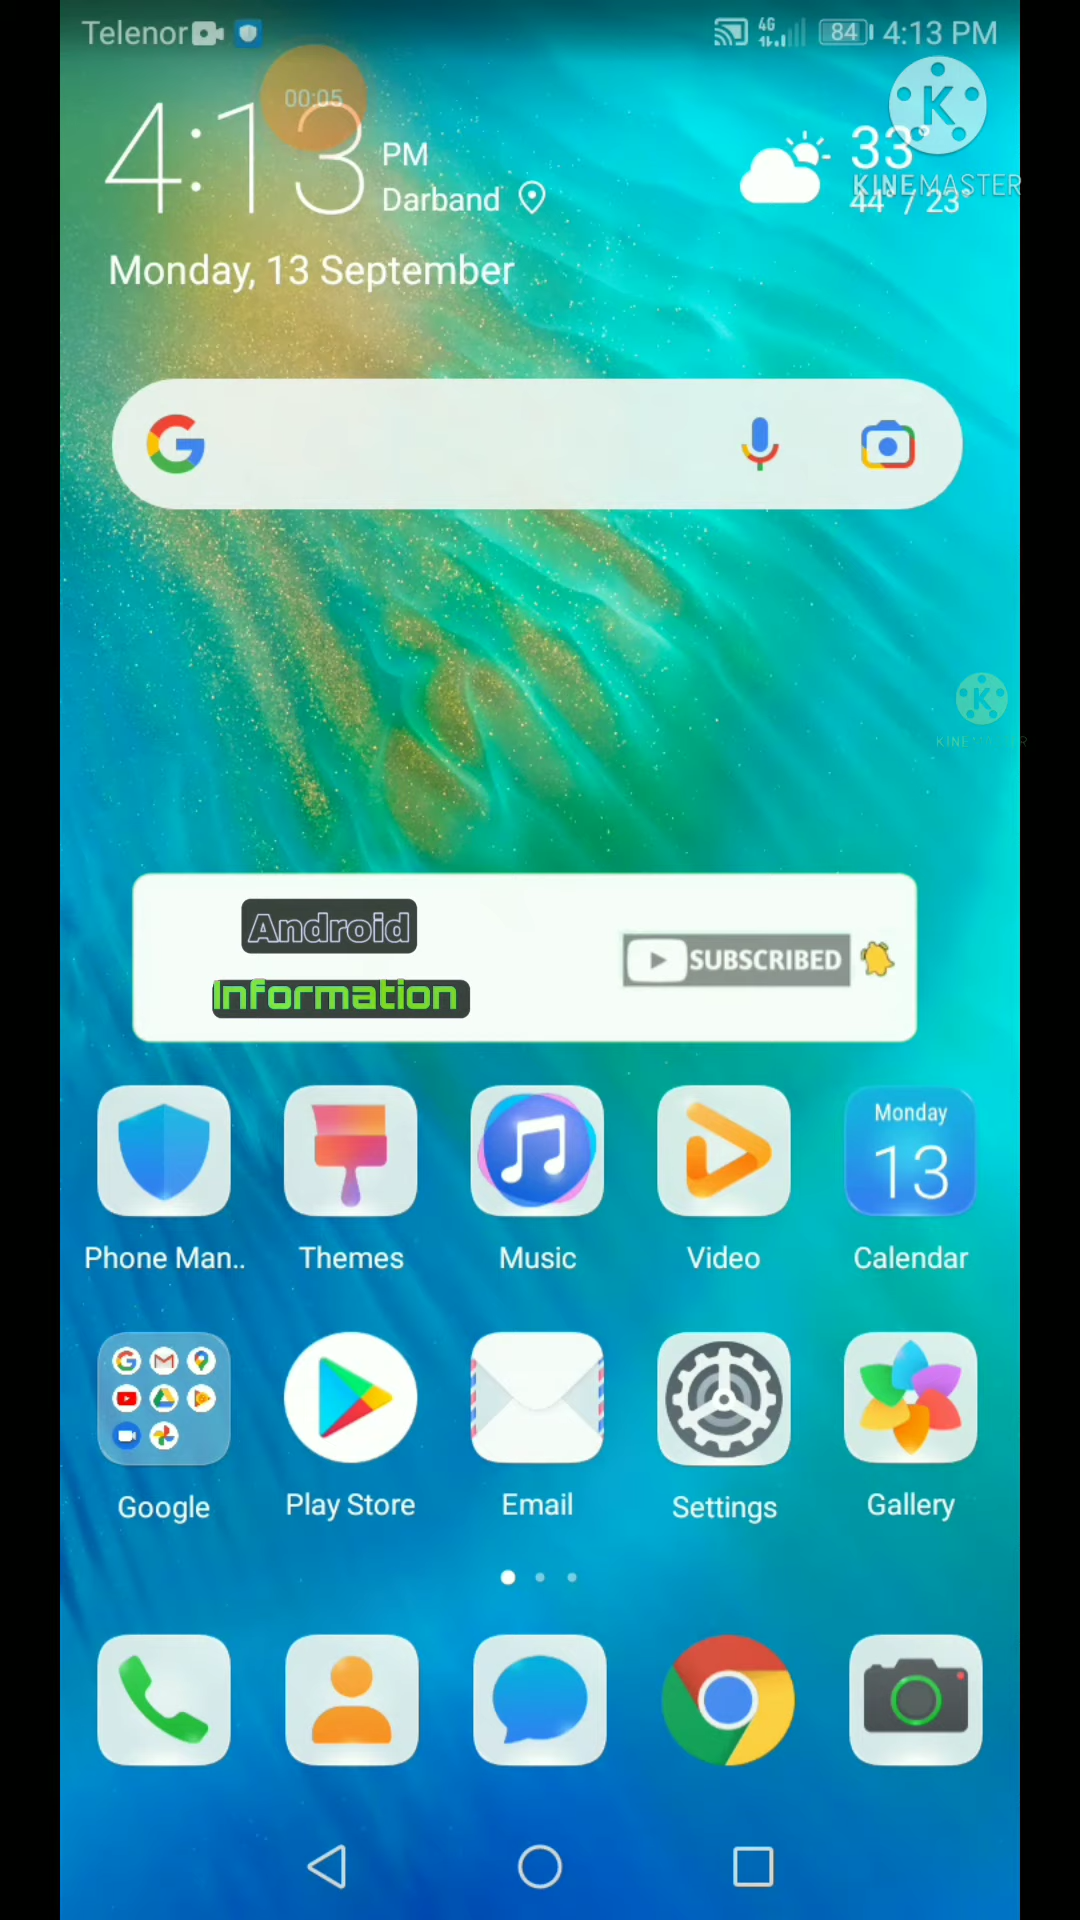 Telenor
4G
84
4:13 PM
00:05
4:13
PM
Darband
33°
KINEMASTER
44° / 23°
Monday, 13 September
KINEMASTER
Android
Information
SUBSCRIBED
Monday
13
Phone Man..
Themes
Music
Video
Calendar
Google
Play Store
Email
Settings
Gallery